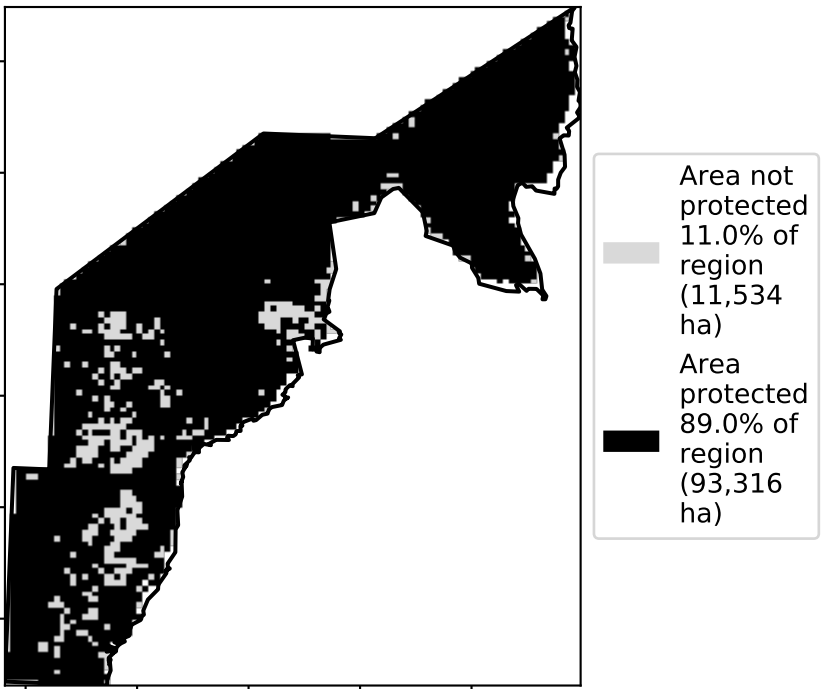 Area not
protected
11.0% of
region
(11,534
ha)
Area
protected
89.0% of
region
(93,316
ha)